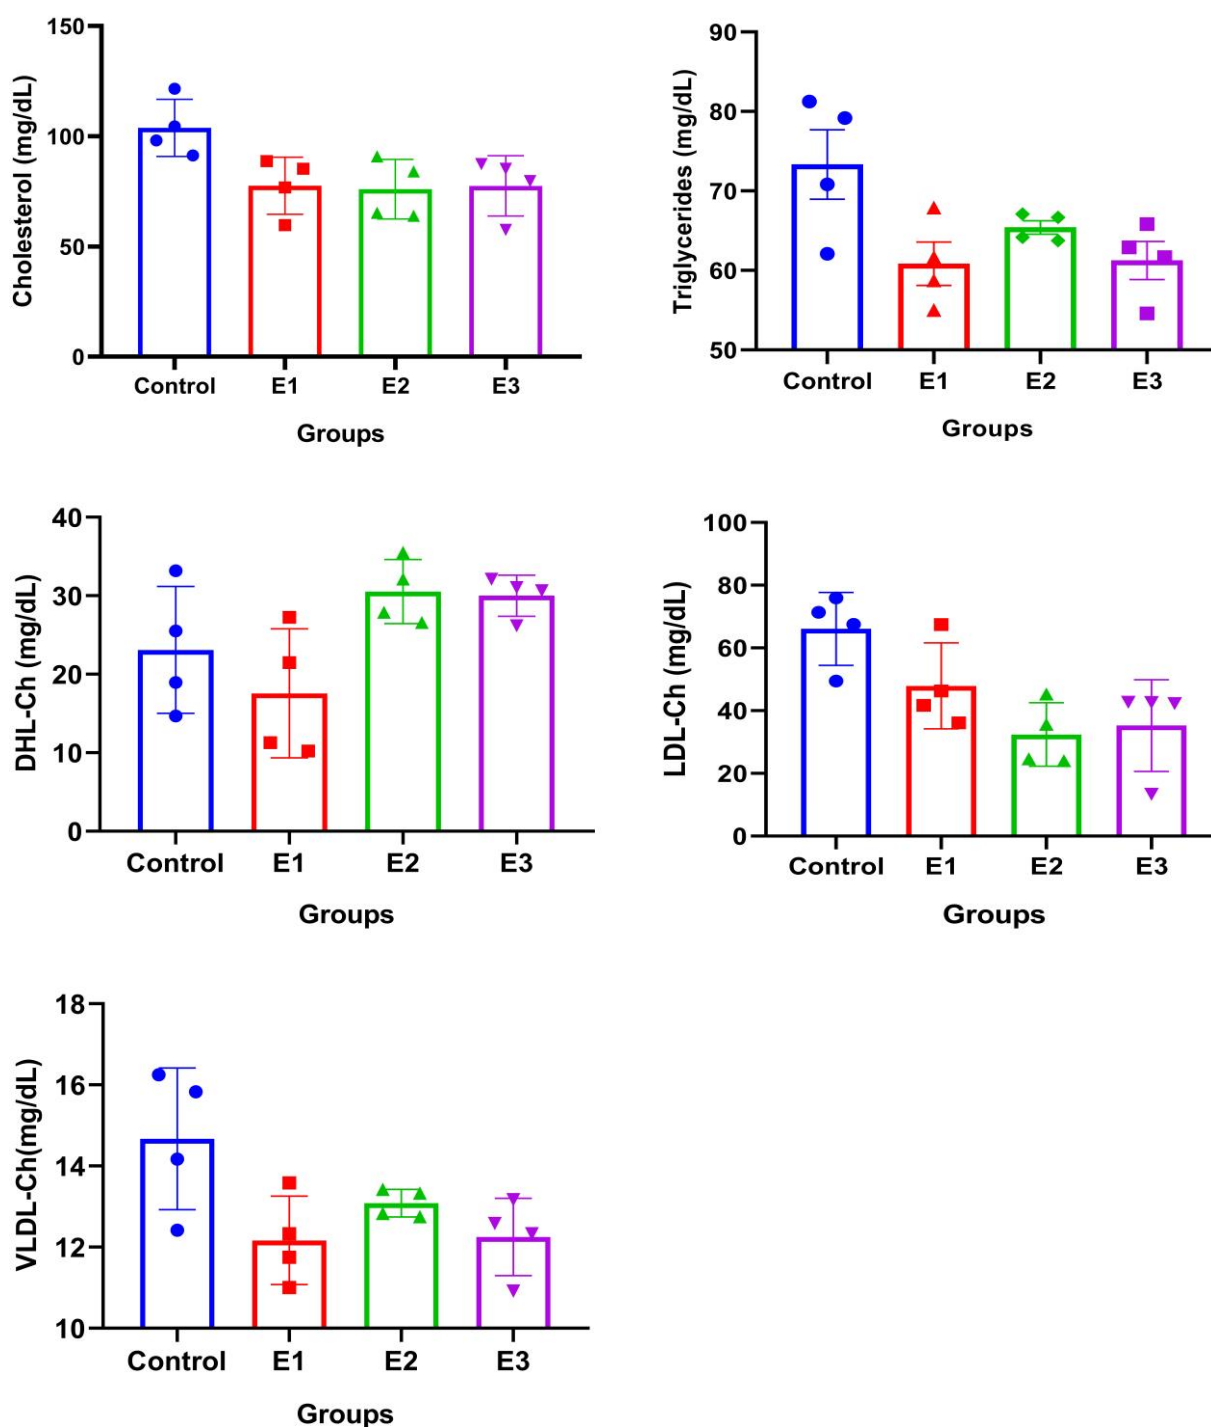 Cholesterol (mg/dL)
150
100
50
0
Control E1 E2 E3
Groups
Triglycerides (mg/dL)
90
80
70
60
50
Control E1 E2 E3
Groups
DHL-Ch (mg/dL)
40
30
20
10
0
Control E1 E2 E3
Groups
LDL-Ch (mg/dL)
100
80
60
40
20
0
Control E1 E2 E3
Groups
VLDL-Ch(mg/dL)
18
16
14
12
10
Control E1 E2 E3
Groups